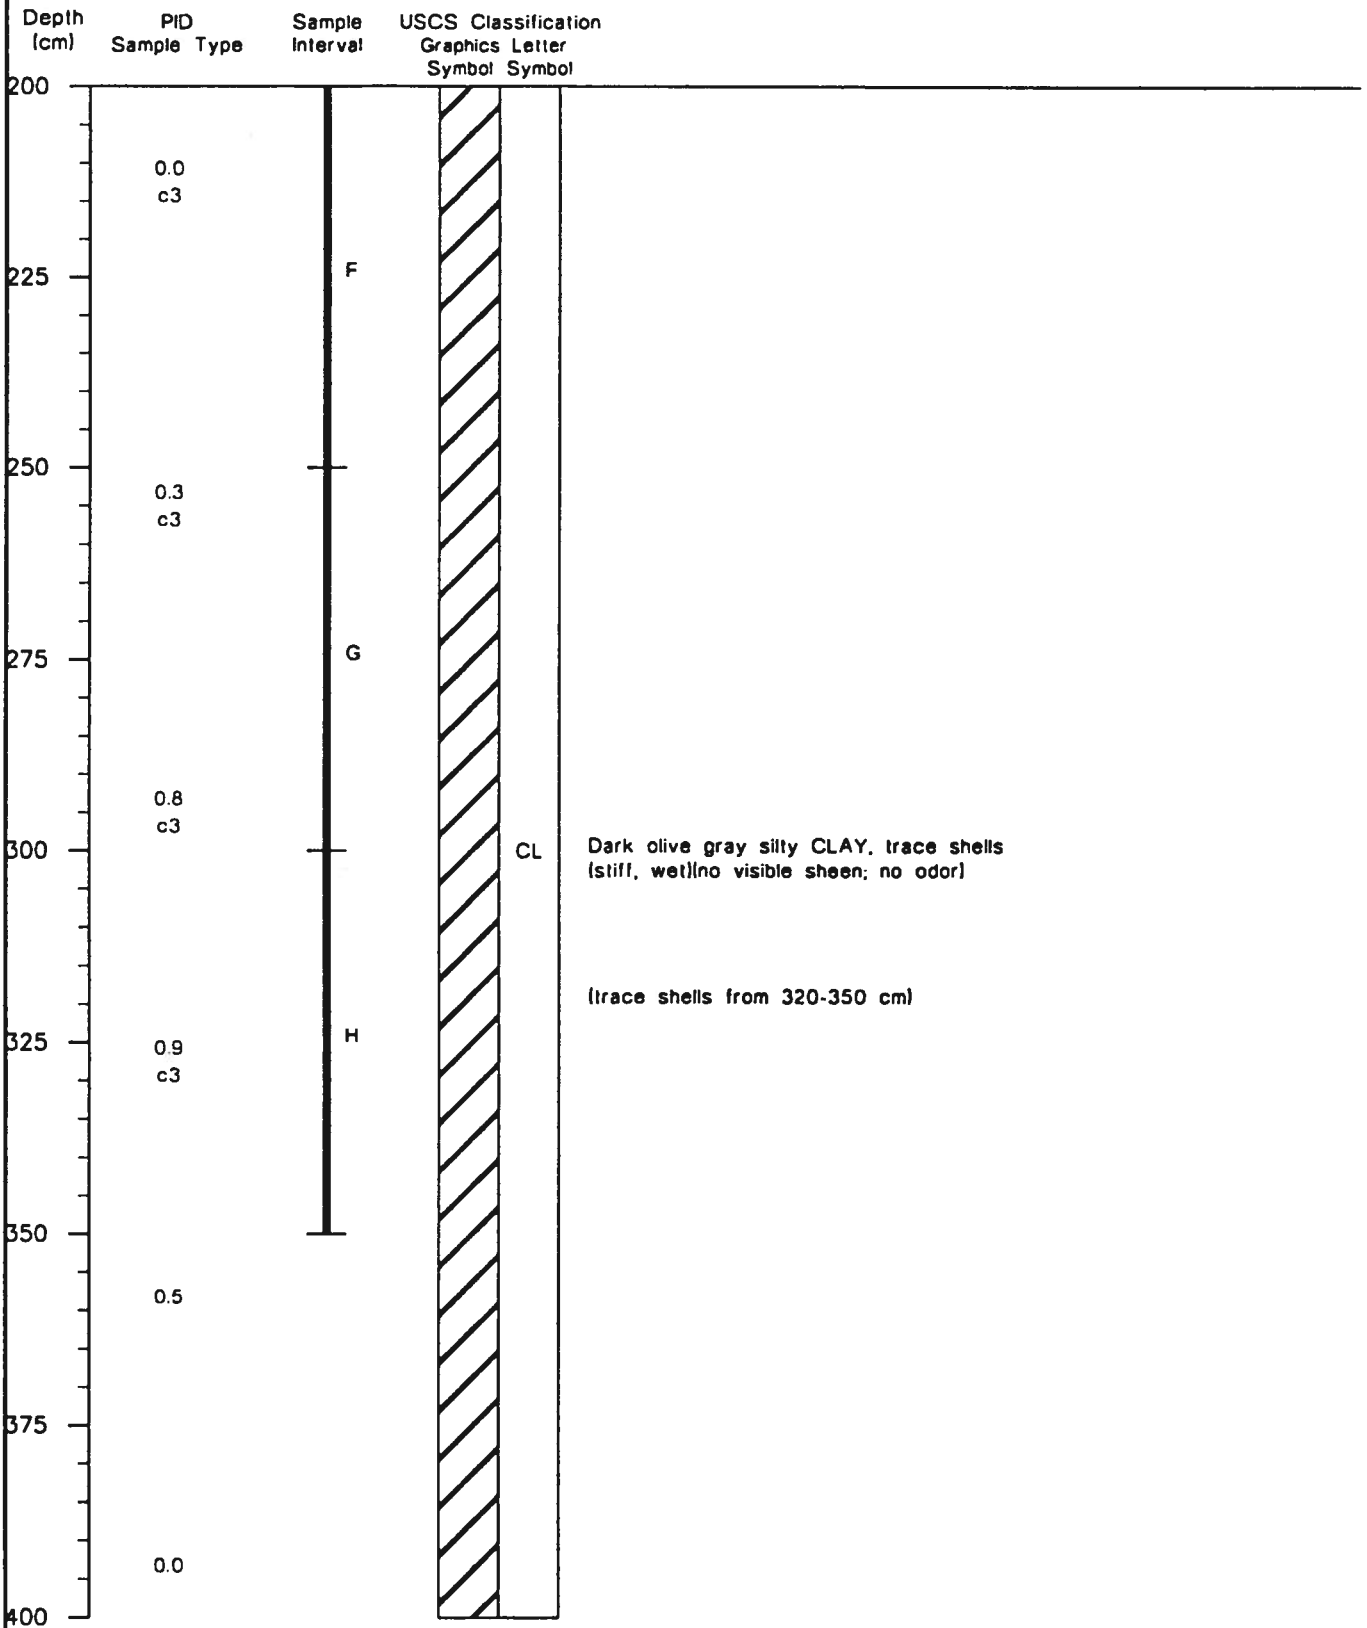 Depth
(cm)
PID
Sample Type
Sample
Interval
USCS Classification
Graphics Letter
Symbol Symbol
200
0.0
c3
F
225
250
0.3
c3
G
275
0.8
c3
300
CL
Dark olive gray silty CLAY, trace shells
(stiff, wet)(no visible sheen; no odor)
(trace shells from 320-350 cm)
H
325
0.9
c3
350
0.5
375
0.0
400